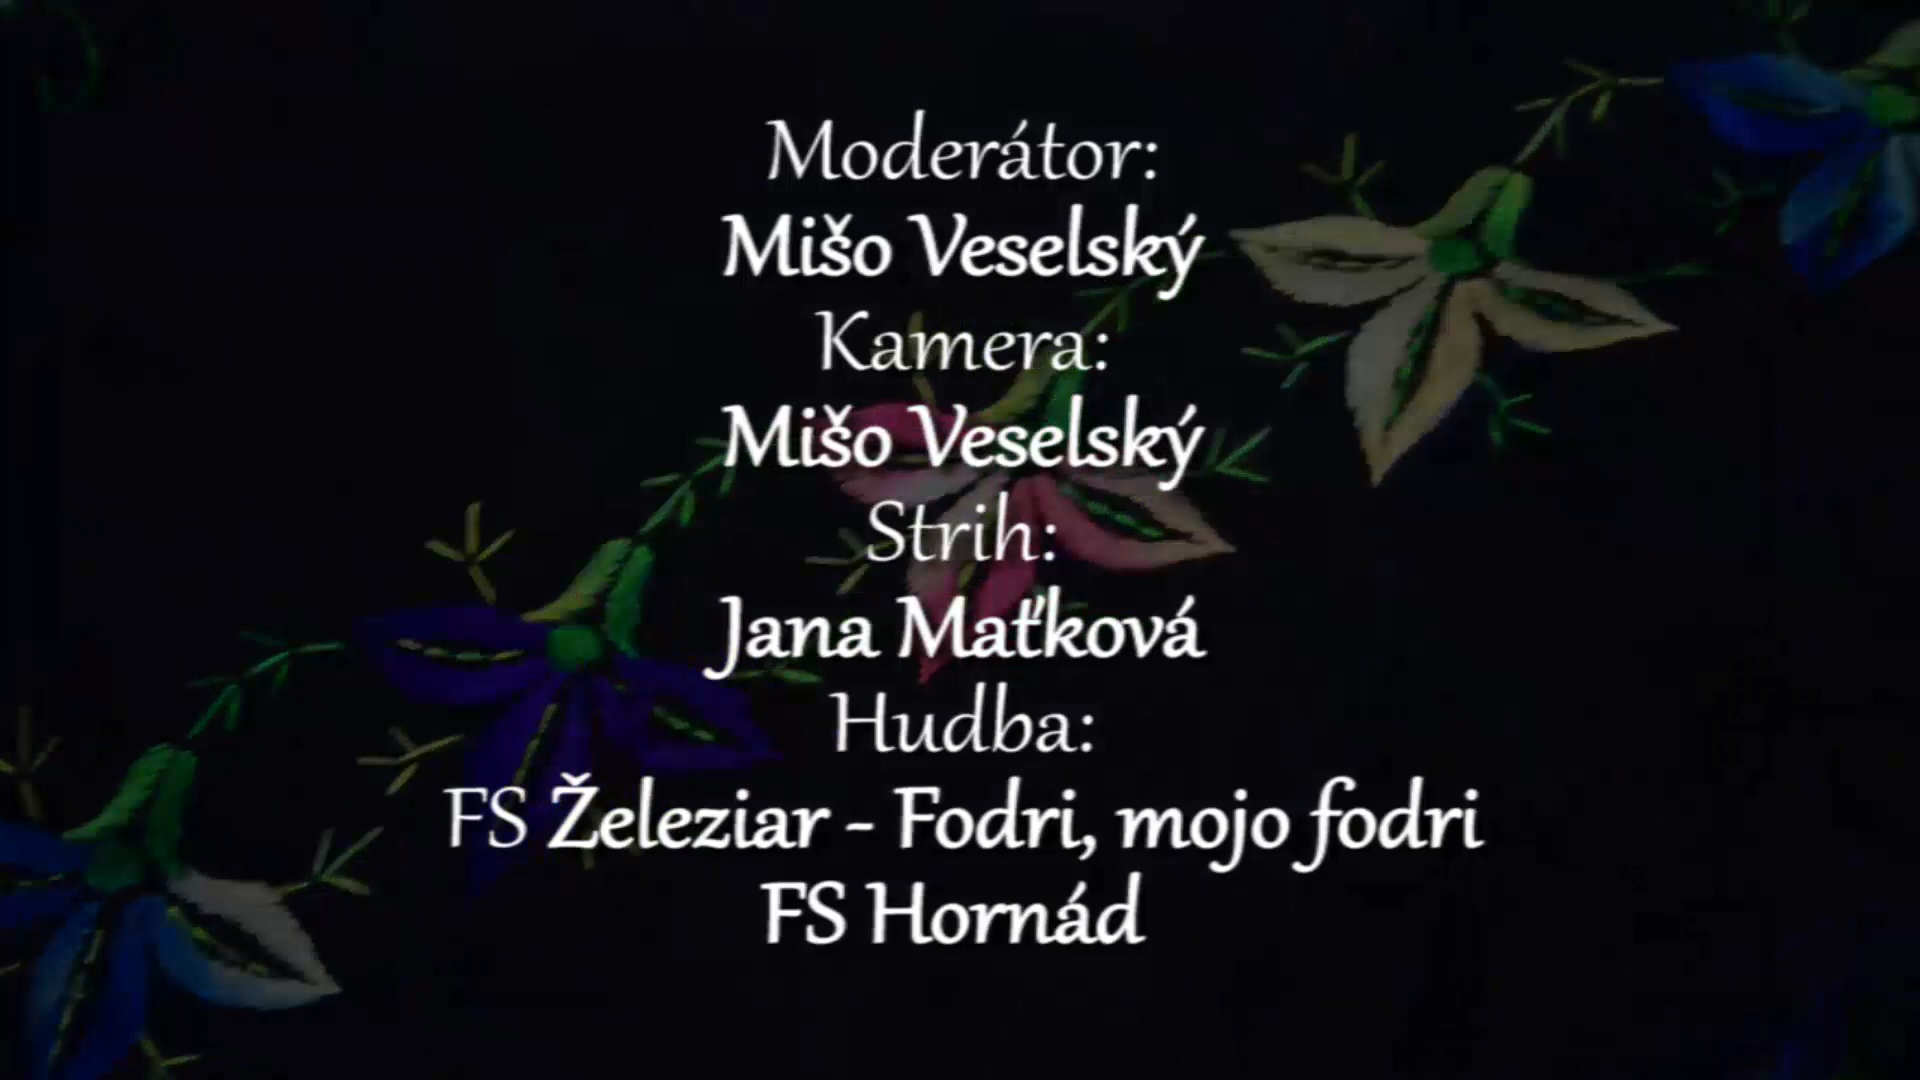 Moderátor:
Mišo Veselský
Kamera:
Mišo Veselský
Strih:
Jana Maťková
Hudba:
FS Železiar - Fodri, mojo fodri
FS Hornád